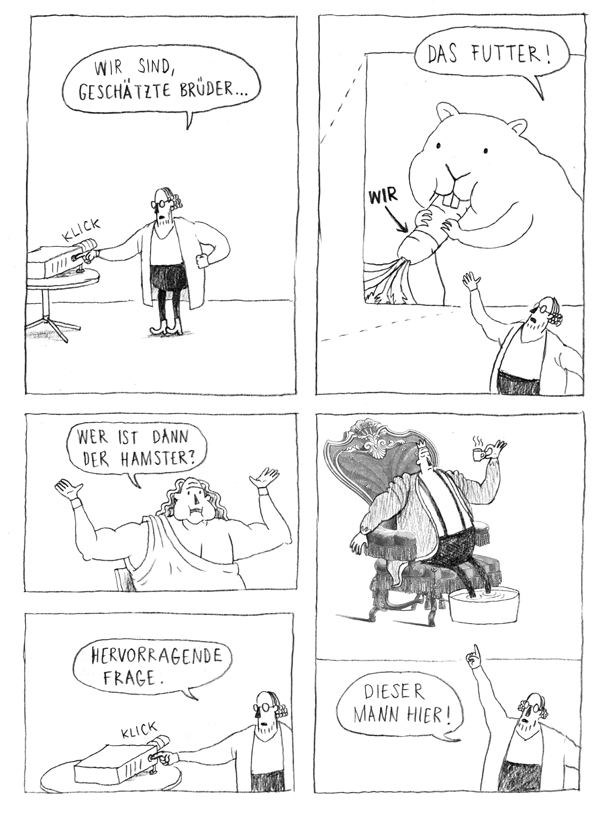 WIR SIND,
GESCHÄTZTE BRÜDER...
KLICK
DAS FUTTER!
WIR
WER IST DANN
DER HAMSTER?
HERVORRAGENDE
FRAGE.
KLICK
DIESER
MANN HIER!